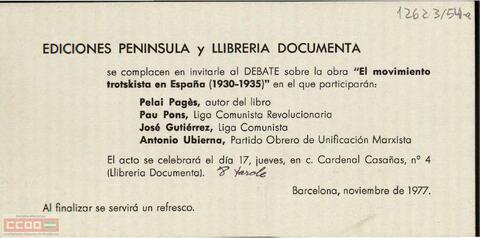 12623/54-a
EDICIONES PENINSULA y LLIBRERIA DOCUMENTA
se complacen en invitarle al DEBATE sobre la obra "El movimiento
trotskista en España (1930-1935)" en el que participarán:
Pelai Pagès, autor del libro
Pau Pons, Liga Comunista Revolucionaria
José Gutiérrez, Liga Comunista
Antonio Ubierna, Partido Obrero de Unificación Marxista
El acto se celebrará el día 17, jueves, en c. Cardenal Casañas, nº 4
(Llibreria Documenta). 8 tarde
Barcelona, noviembre de 1977.
Al finalizar se servirá un refresco.
CCOO